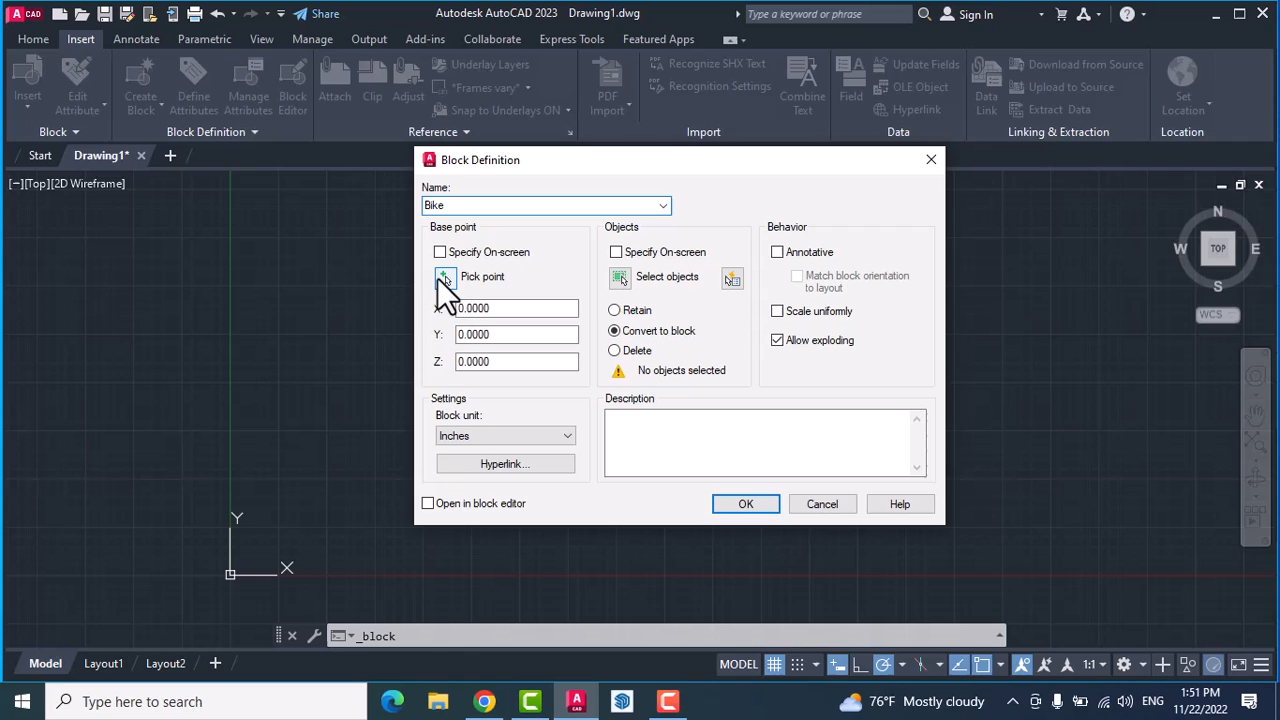 CAD
Share
Autodesk AutoCAD 2023 Drawing1.dwg
Type a keyword or phrase
Sign In
Home Insert Annotate Parametric View Manage Output Add-ins Collaborate Express Tools Featured Apps
Insert
Edit
Attribute
Create
Block
Define
Attributes
Manage
Attributes
Block
Editor
Attach
Clip
Adjust
Underlay Layers
*Frames vary*
Snap to Underlays ON
PDF
Import
Recognize SHX Text
Recognition Settings
Combine
Text
Field
Update Fields
OLE Object
Hyperlink
Data
Link
Download from Source
Upload to Source
Extract Data
Set
Location
Block
Block Definition
Reference
Import
Data
Linking & Extraction
Location
Start
Drawing1*
[−][Top][2D Wireframe]
Block Definition
Name:
Bike
Base point
Specify On-screen
Pick point
0.0000
Y: 0.0000
Z: 0.0000
Objects
Specify On-screen
Select objects
Retain
Convert to block
Delete
No objects selected
Behavior
Annotative
Match block orientation
to layout
Scale uniformly
Allow exploding
Settings
Block unit:
Inches
Hyperlink...
Description
Open in block editor
OK
Cancel
Help
N
W TOP E
S
WCS
Y
X
_block
Model Layout1 Layout2
MODEL
1:1
Type here to search
CAD
76°F Mostly cloudy
ENG
1:51 PM
11/22/2022